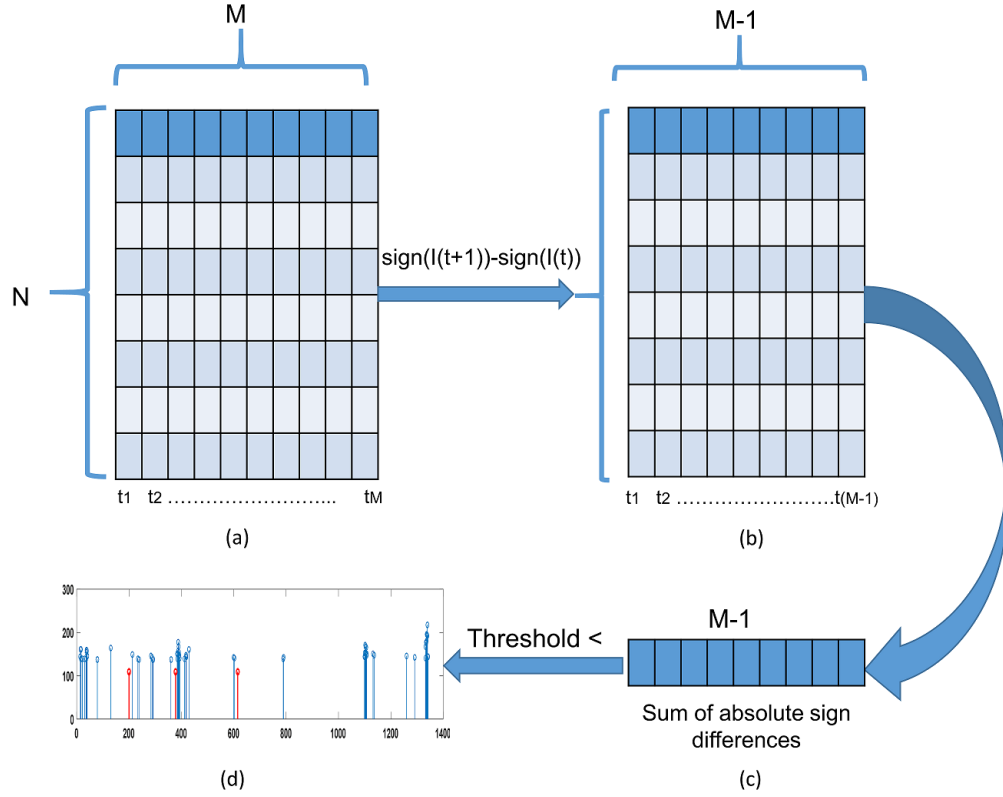 M
M-1
N
sign(I(t+1))-sign(I(t))
t1 t2 ............................ tM
t1 t2 ..........................t(M-1)
(a)
(b)
300
200
100
0
0 200 400 600 800 1000 1200 1400
Threshold <
M-1
Sum of absolute sign
differences
(d)
(c)